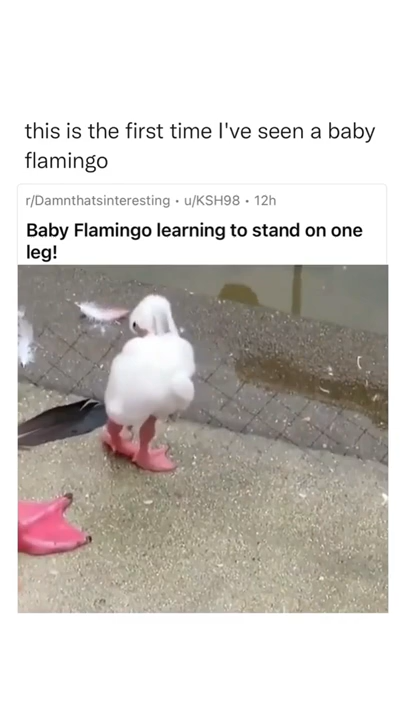 this is the first time I've seen a baby
flamingo
r/Damnthatsinteresting • u/KSH98 • 12h
Baby Flamingo learning to stand on one
leg!